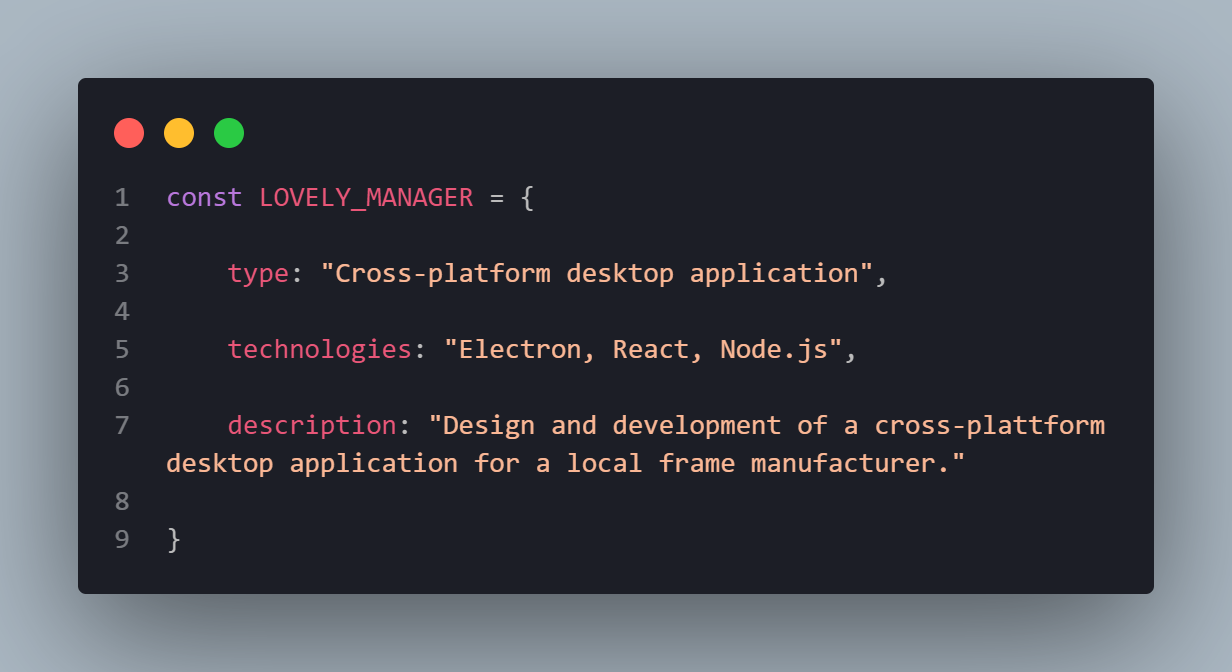 1 const LOVELY_MANAGER = {
2
3 type: "Cross-platform desktop application",
4
5 technologies: "Electron, React, Node.js",
6
7 description: "Design and development of a cross-plattform
desktop application for a local frame manufacturer."
8
9 }